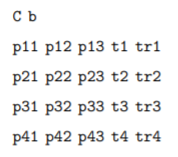 C b
p11 p12 p13 t1 tr1
p21 p22 p23 t2 tr2
p31 p32 p33 t3 tr3
p41 p42 p43 t4 tr4